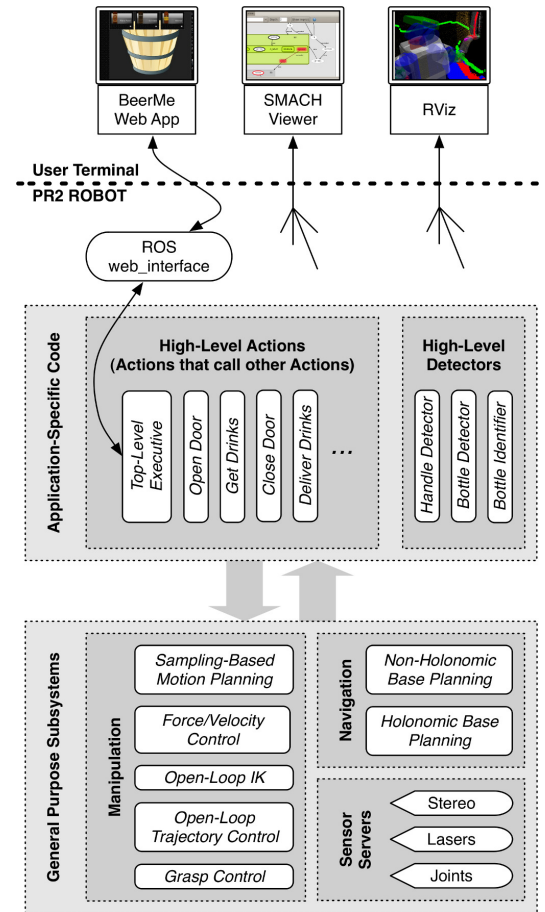 BeerMe
Web App
SMACH
Viewer
RViz
User Terminal
PR2 ROBOT
ROS
web_interface
Application-Specific Code
High-Level Actions
(Actions that call other Actions)
Top-Level
Executive
Open Door
Get Drinks
Close Door
Deliver Drinks
...
High-Level
Detectors
Handle Detector
Bottle Detector
Bottle Identifier
General Purpose Subsystems
Manipulation
Sampling-Based
Motion Planning
Force/Velocity
Control
Open-Loop IK
Open-Loop
Trajectory Control
Grasp Control
Navigation
Non-Holonomic
Base Planning
Holonomic Base
Planning
Sensor
Servers
Stereo
Lasers
Joints